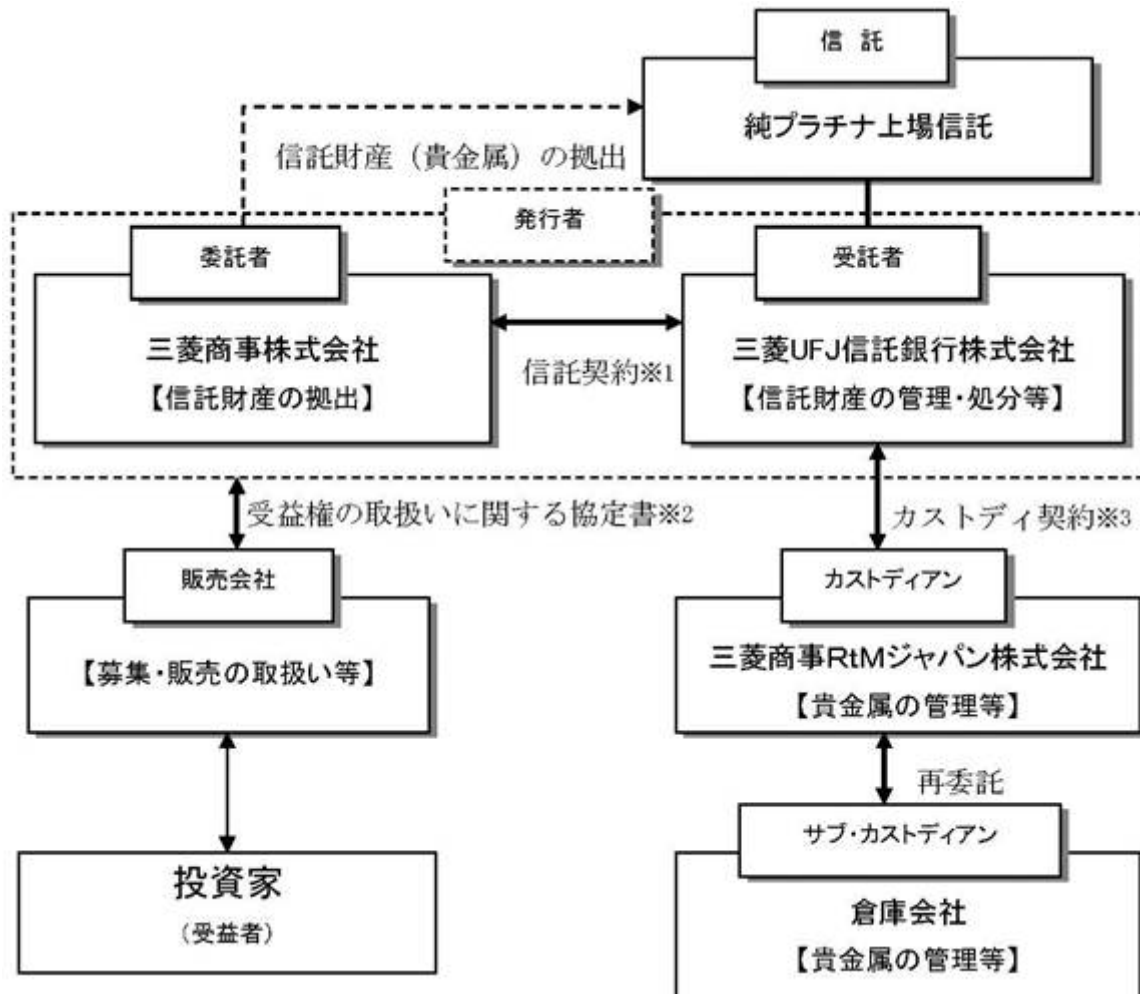 信 託
純プラチナ上場信託
信託財産（貴金属）の拠出
発行者
委託者
三菱商事株式会社
【信託財産の拠出】
信託契約※1
受託者
三菱UFJ信託銀行株式会社
【信託財産の管理・処分等】
受益権の取扱いに関する協定書※2
カストディ契約※3
販売会社
【募集・販売の取扱い等】
カストディアン
三菱商事RtMジャパン株式会社
【貴金属の管理等】
再委託
投資家
（受益者）
サブ・カストディアン
倉庫会社
【貴金属の管理等】